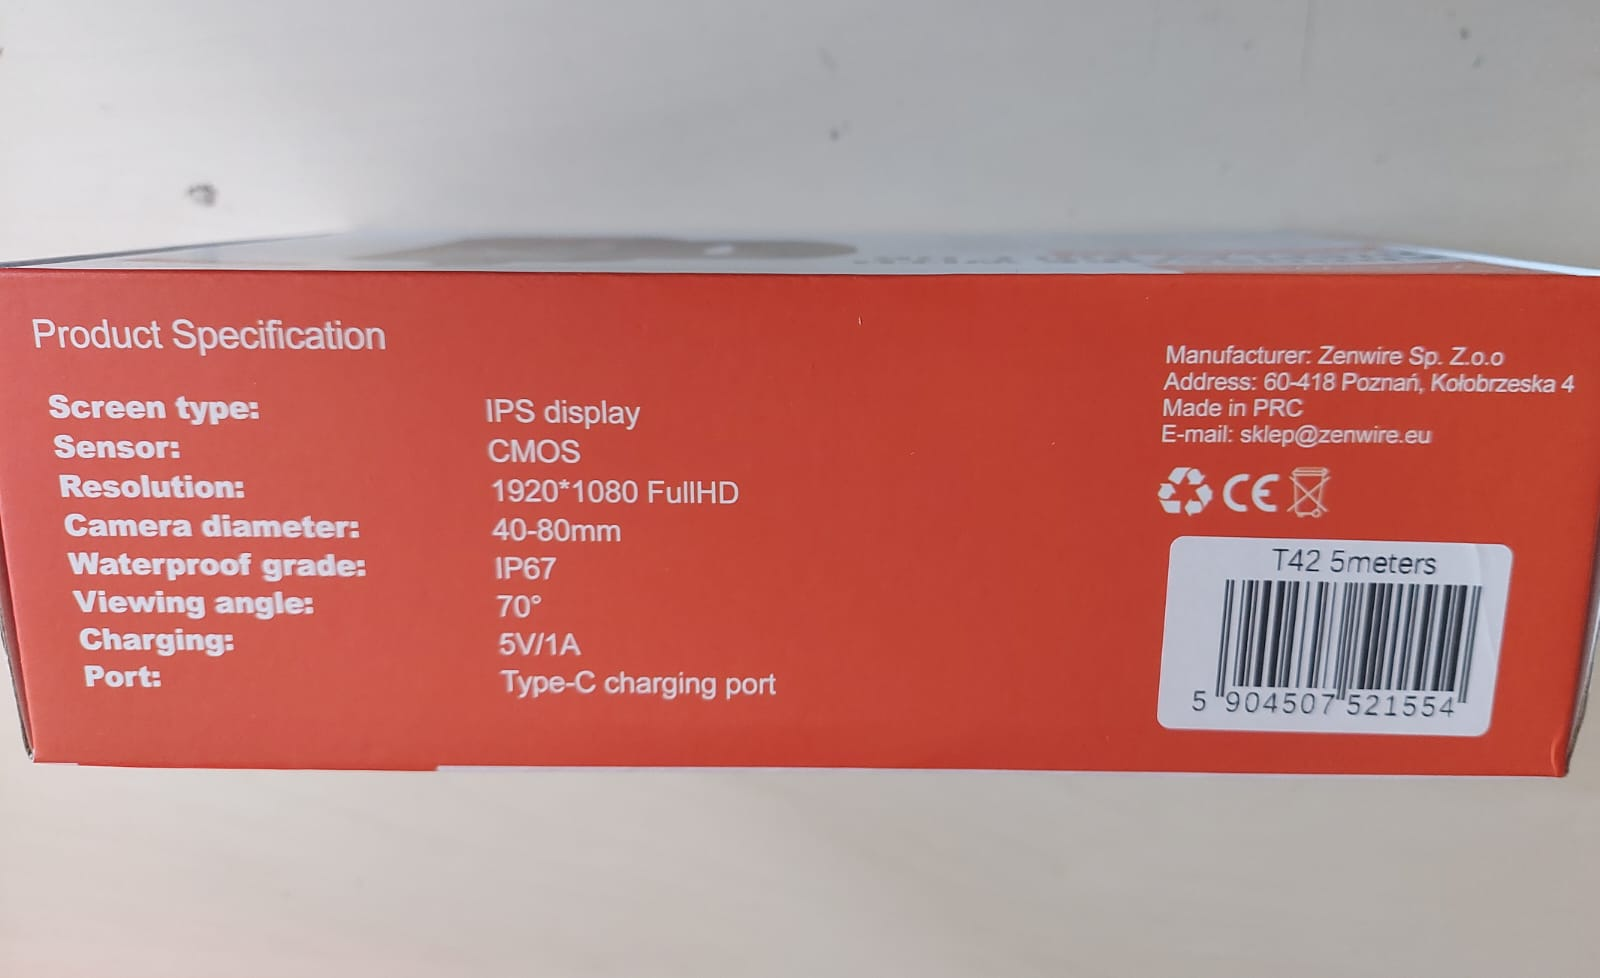 Product Specification
Screen type: IPS display
Sensor: CMOS
Resolution: 1920*1080 FullHD
Camera diameter: 40-80mm
Waterproof grade: IP67
Viewing angle: 70°
Charging: 5V/1A
Port: Type-C charging port
Manufacturer: Zenwire Sp. Z.o.o
Address: 60-418 Poznań, Kołobrzeska 4
Made in PRC
E-mail: sklep@zenwire.eu
CE
T42 5meters
5 904507 521554